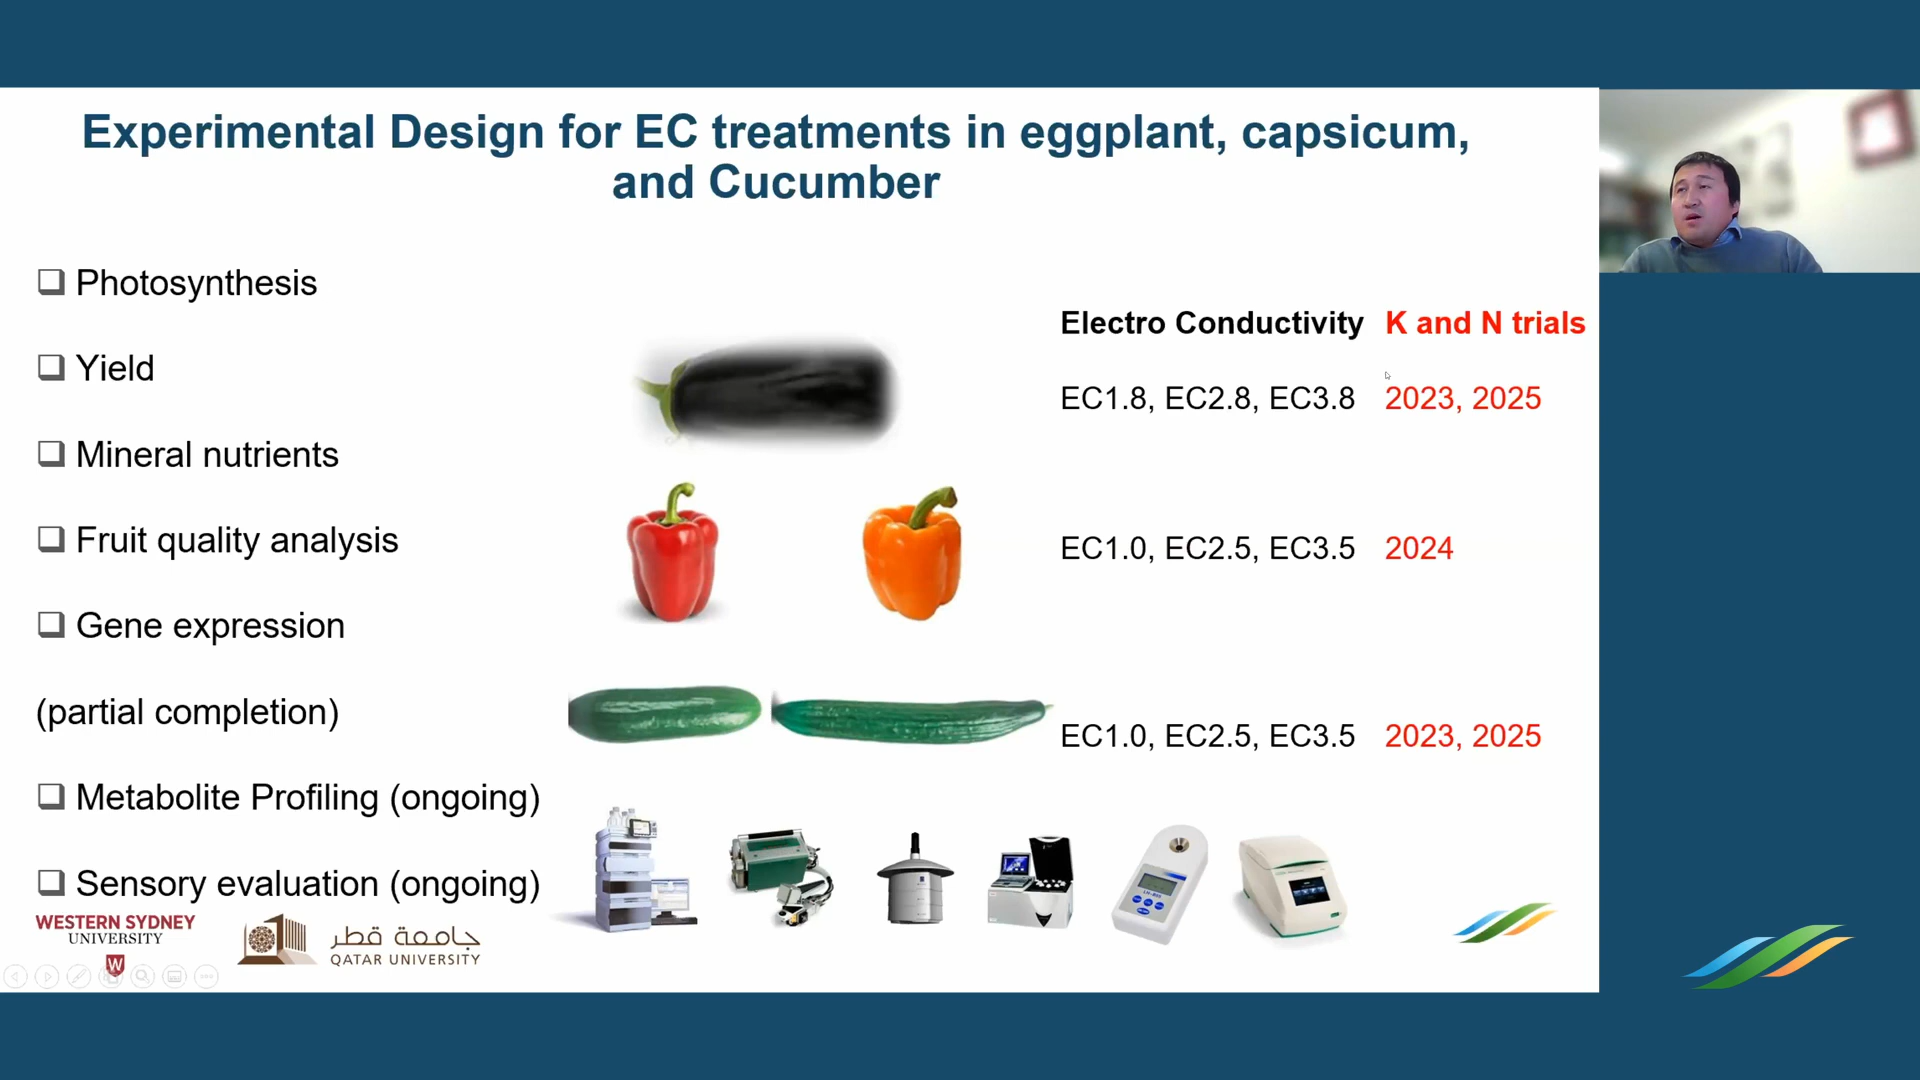 Experimental Design for EC treatments in eggplant, capsicum,
and Cucumber
Photosynthesis
Yield
Mineral nutrients
Fruit quality analysis
Gene expression
(partial completion)
Metabolite Profiling (ongoing)
Sensory evaluation (ongoing)
Electro Conductivity K and N trials
EC1.8, EC2.8, EC3.8 2023, 2025
EC1.0, EC2.5, EC3.5 2024
EC1.0, EC2.5, EC3.5 2023, 2025
WESTERN SYDNEY
UNIVERSITY
W
جامعة قطر
QATAR UNIVERSITY